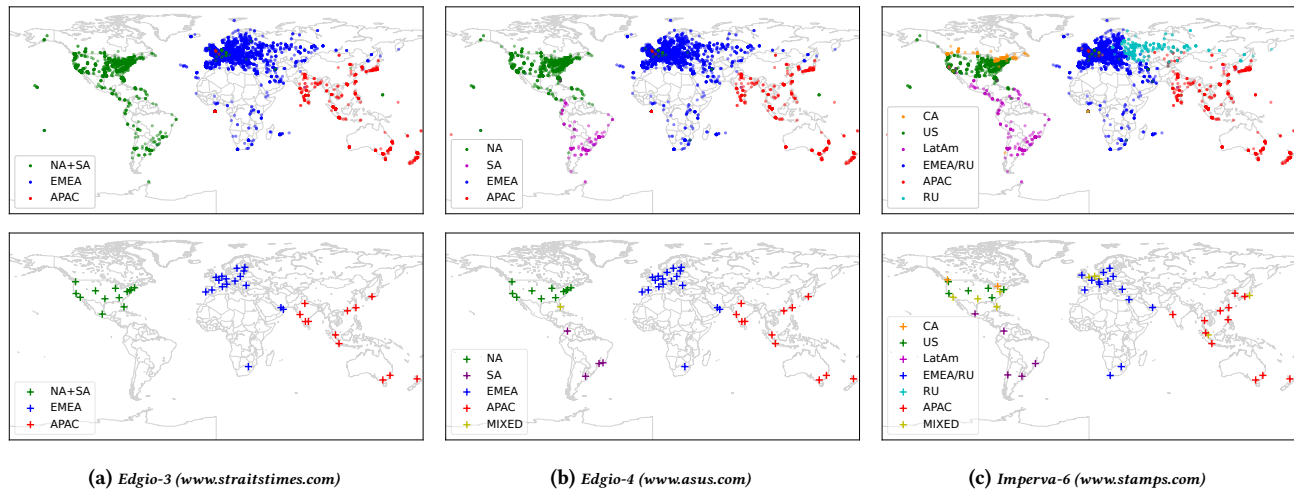 NA+SA
EMEA
APAC
NA
SA
EMEA
APAC
CA
US
LatAm
EMEA/RU
APAC
RU
NA+SA
EMEA
APAC
NA
SA
EMEA
APAC
MIXED
CA
US
LatAm
EMEA/RU
RU
APAC
MIXED
(a) Edgio-3 (www.straitstimes.com)
(b) Edgio-4 (www.asus.com)
(c) Imperva-6 (www.stamps.com)